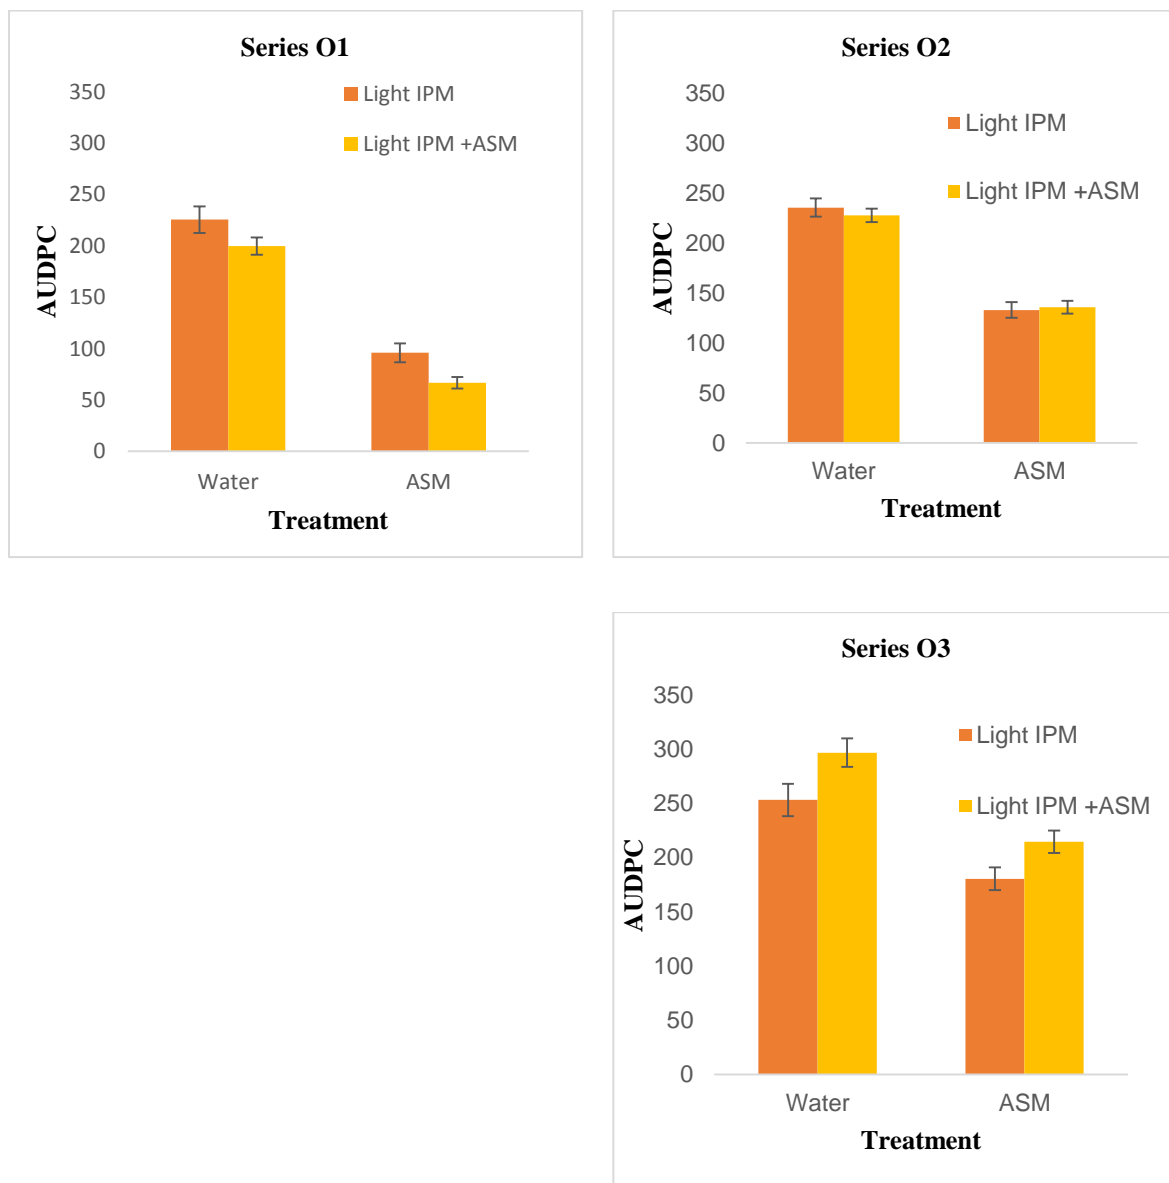 Series O1
350
300
250
200
150
100
50
0
AUDPC
Light IPM
Light IPM +ASM
Water
ASM
Treatment
Series O2
350
300
250
200
150
100
50
0
AUDPC
Light IPM
Light IPM +ASM
Water
ASM
Treatment
Series O3
350
300
250
200
150
100
50
0
AUDPC
Light IPM
Light IPM +ASM
Water
ASM
Treatment